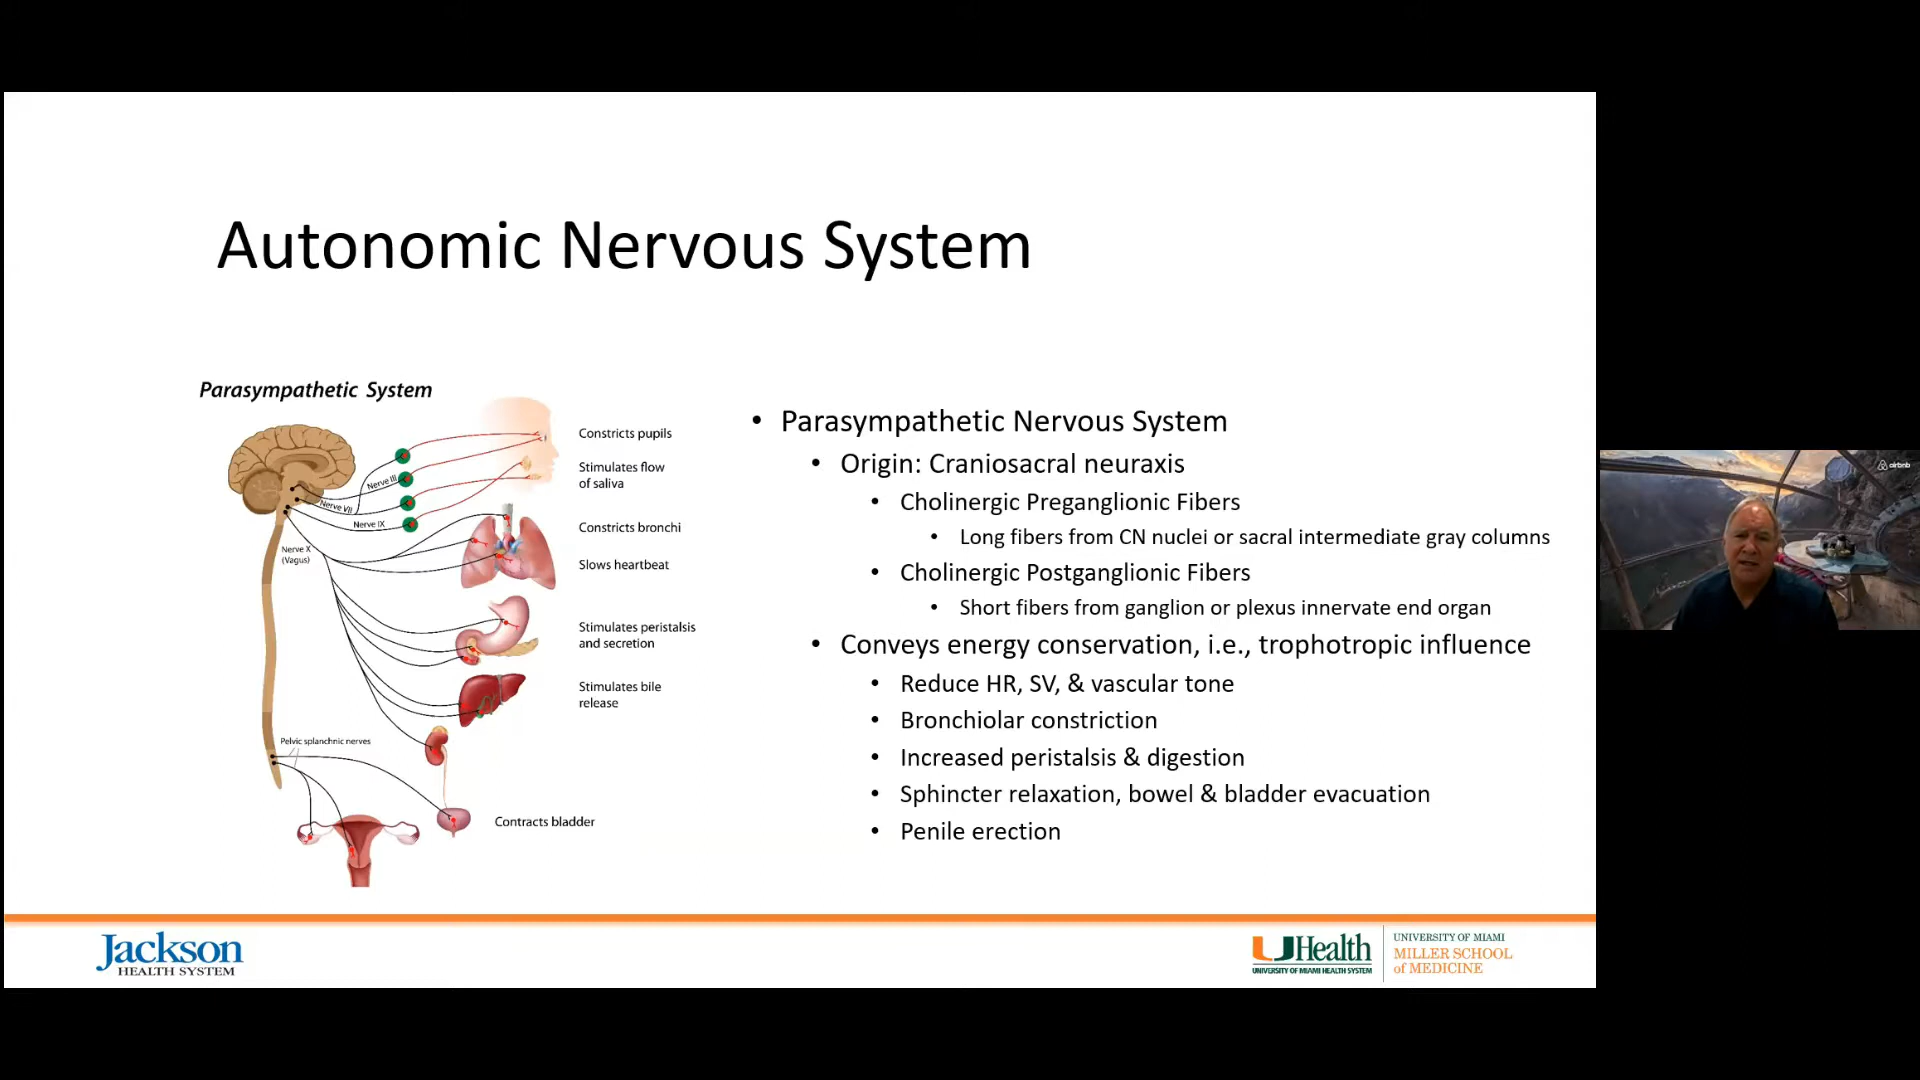 Autonomic Nervous System
Parasympathetic System
Constricts pupils
Stimulates flow
of saliva
Constricts bronchi
Slows heartbeat
Stimulates peristalsis
and secretion
Stimulates bile
release
Contracts bladder
Nerve III
Nerve VII
Nerve IX
Nerve X
(Vagus)
Pelvic splanchnic nerves
• Parasympathetic Nervous System
• Origin: Craniosacral neuraxis
• Cholinergic Preganglionic Fibers
• Long fibers from CN nuclei or sacral intermediate gray columns
• Cholinergic Postganglionic Fibers
• Short fibers from ganglion or plexus innervate end organ
• Conveys energy conservation, i.e., trophotropic influence
• Reduce HR, SV, & vascular tone
• Bronchiolar constriction
• Increased peristalsis & digestion
• Sphincter relaxation, bowel & bladder evacuation
• Penile erection
airbnb
Jackson
HEALTH SYSTEM
UHealth
UNIVERSITY OF MIAMI HEALTH SYSTEM
UNIVERSITY OF MIAMI
MILLER SCHOOL
of MEDICINE